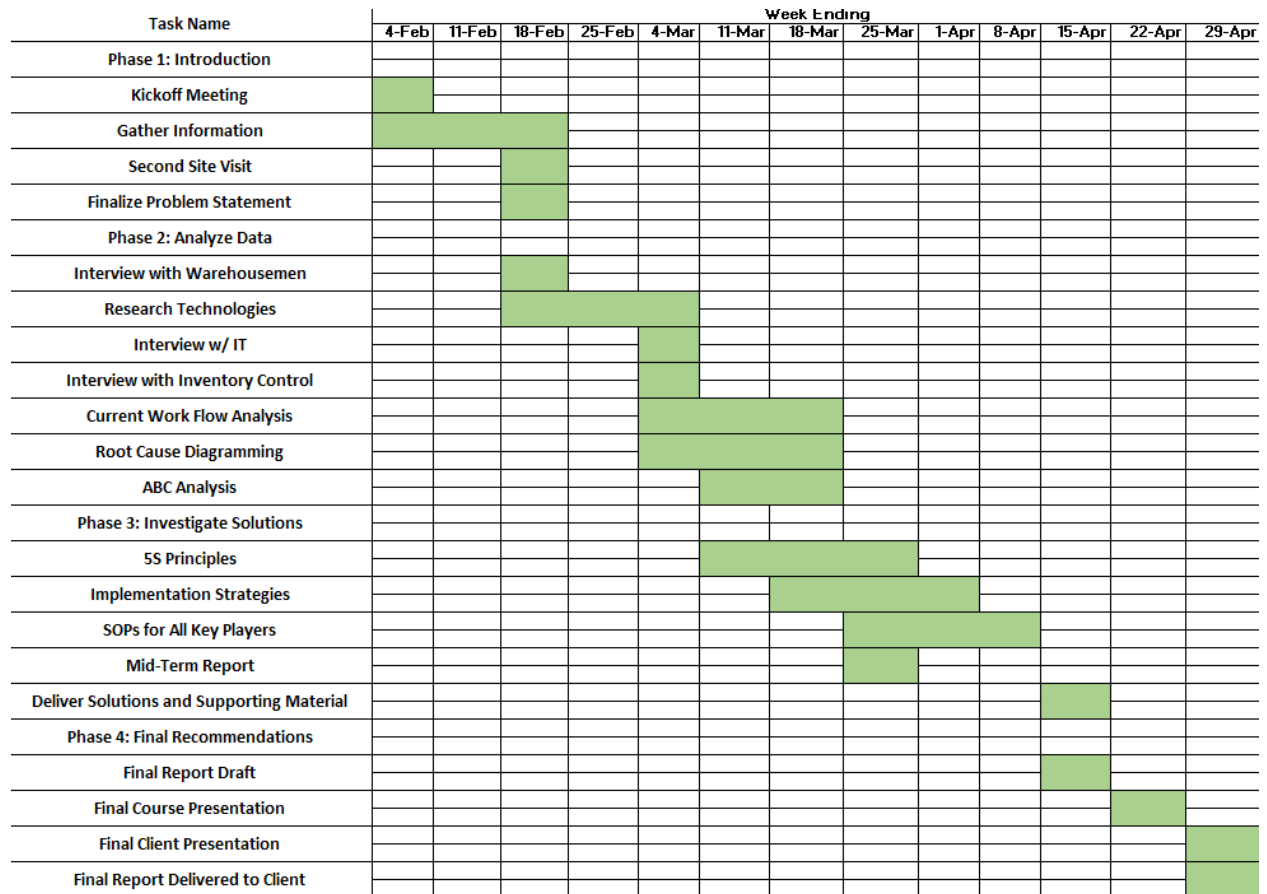 Week Ending
Task Name
4-Feb 11-Feb 18-Feb 25-Feb 4-Mar 11-Mar 18-Mar 25-Mar 1-Apr 8-Apr 15-Apr 22-Apr 29-Apr
Phase 1: Introduction
Kickoff Meeting
Gather Information
Second Site Visit
Finalize Problem Statement
Phase 2: Analyze Data
Interview with Warehousemen
Research Technologies
Interview w/ IT
Interview with Inventory Control
Current Work Flow Analysis
Root Cause Diagramming
ABC Analysis
Phase 3: Investigate Solutions
5S Principles
Implementation Strategies
SOPs for All Key Players
Mid-Term Report
Deliver Solutions and Supporting Material
Phase 4: Final Recommendations
Final Report Draft
Final Course Presentation
Final Client Presentation
Final Report Delivered to Client